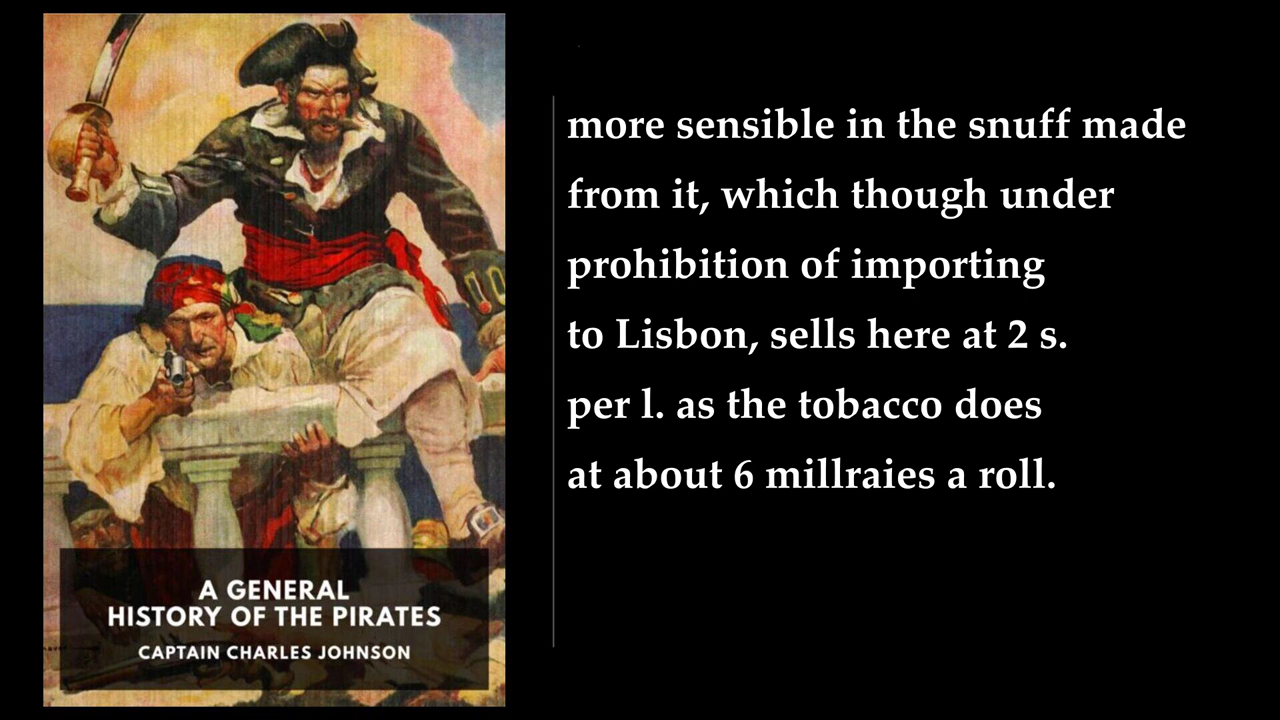 more sensible in the snuff made
from it, which though under
prohibition of importing
to Lisbon, sells here at 2 s.
per l. as the tobacco does
at about 6 millraies a roll.
A GENERAL
HISTORY OF THE PIRATES
CAPTAIN CHARLES JOHNSON